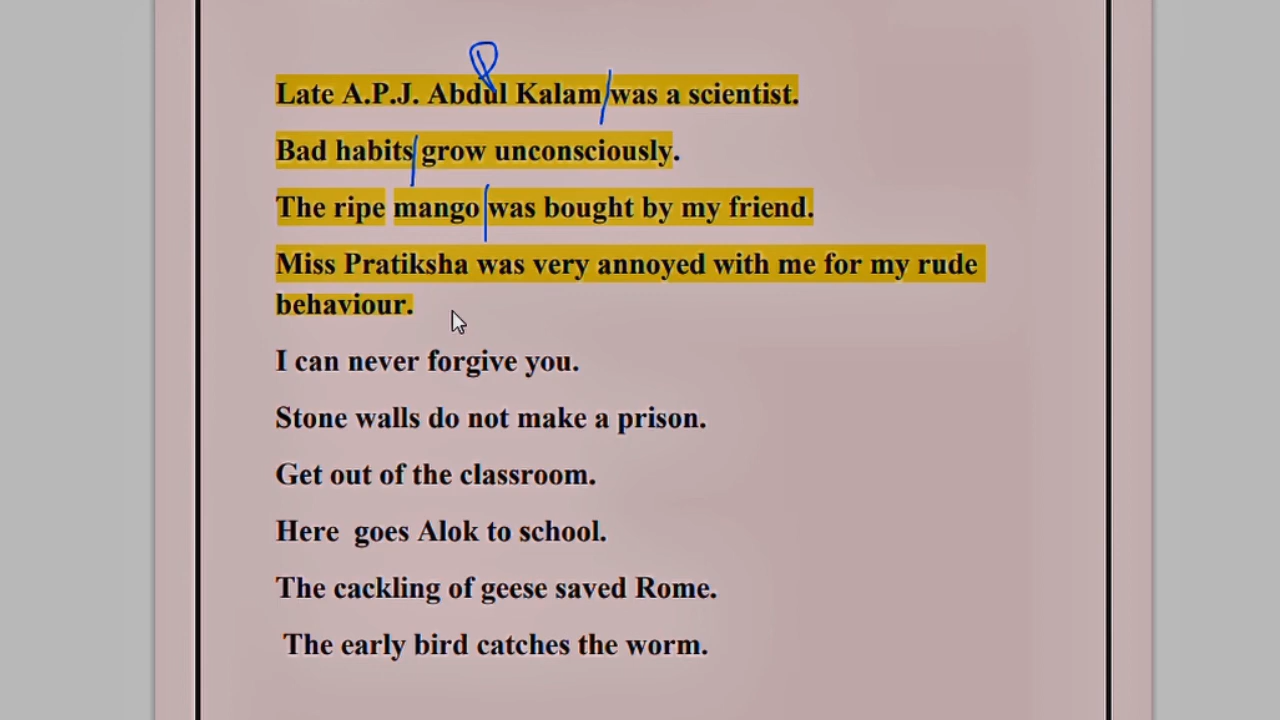 Late A.P.J. Abdul Kalam was a scientist.
Bad habits grow unconsciously.
The ripe mango was bought by my friend.
Miss Pratiksha was very annoyed with me for my rude
behaviour.
I can never forgive you.
Stone walls do not make a prison.
Get out of the classroom.
Here  goes Alok to school.
The cackling of geese saved Rome.
The early bird catches the worm.